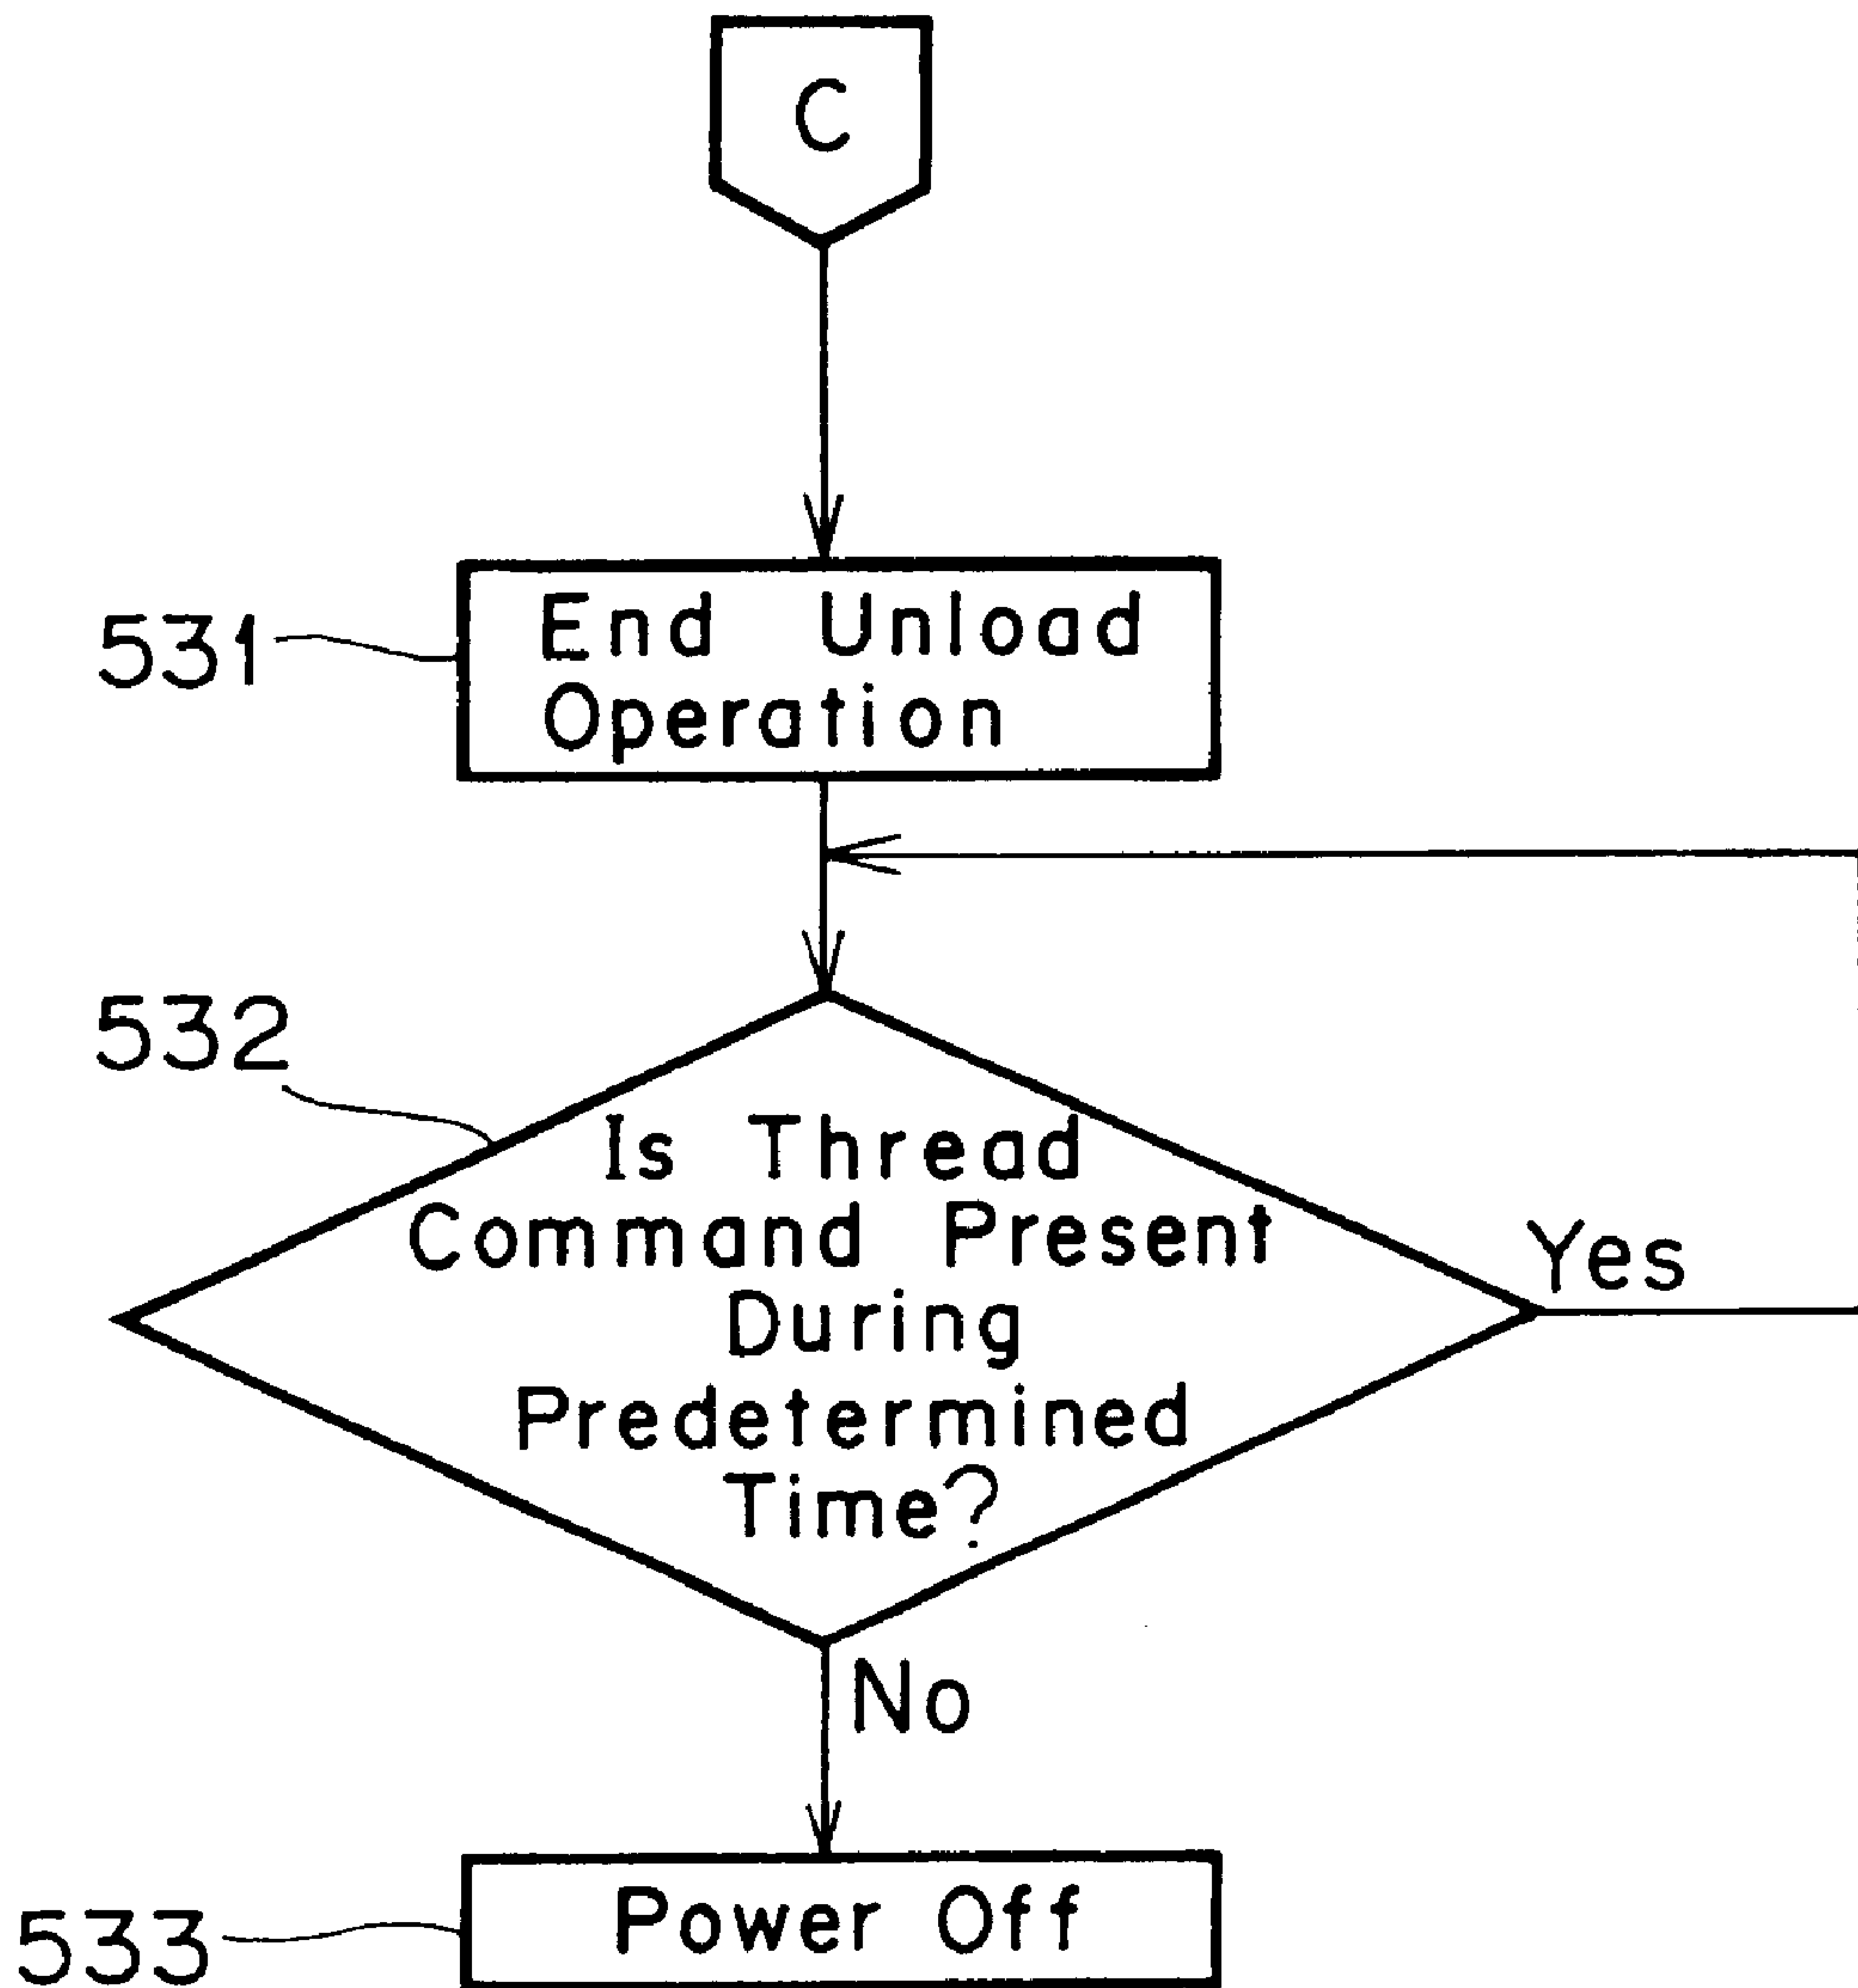 C
531
End Unload
Operation
532
Is Thread
Command Present
During
Predetermined
Time?
Yes
No
533
Power Off